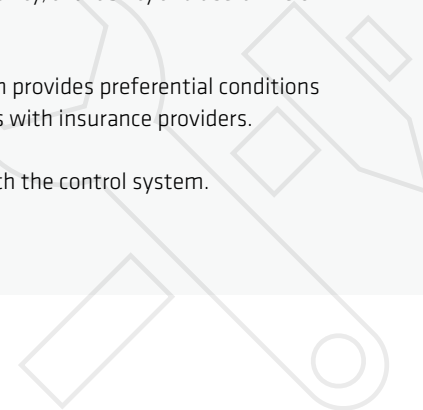 n provides preferential conditions
s with insurance providers.
th the control system.